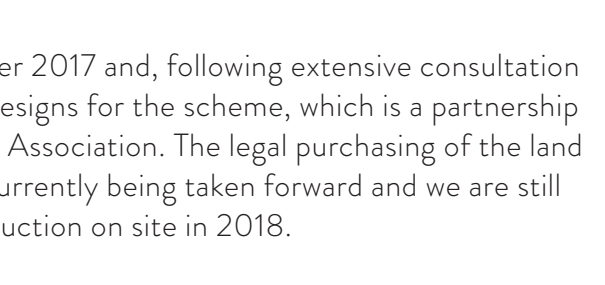 er 2017 and, following extensive consultation
esigns for the scheme, which is a partnership
Association. The legal purchasing of the land
urrently being taken forward and we are still
uction on site in 2018.